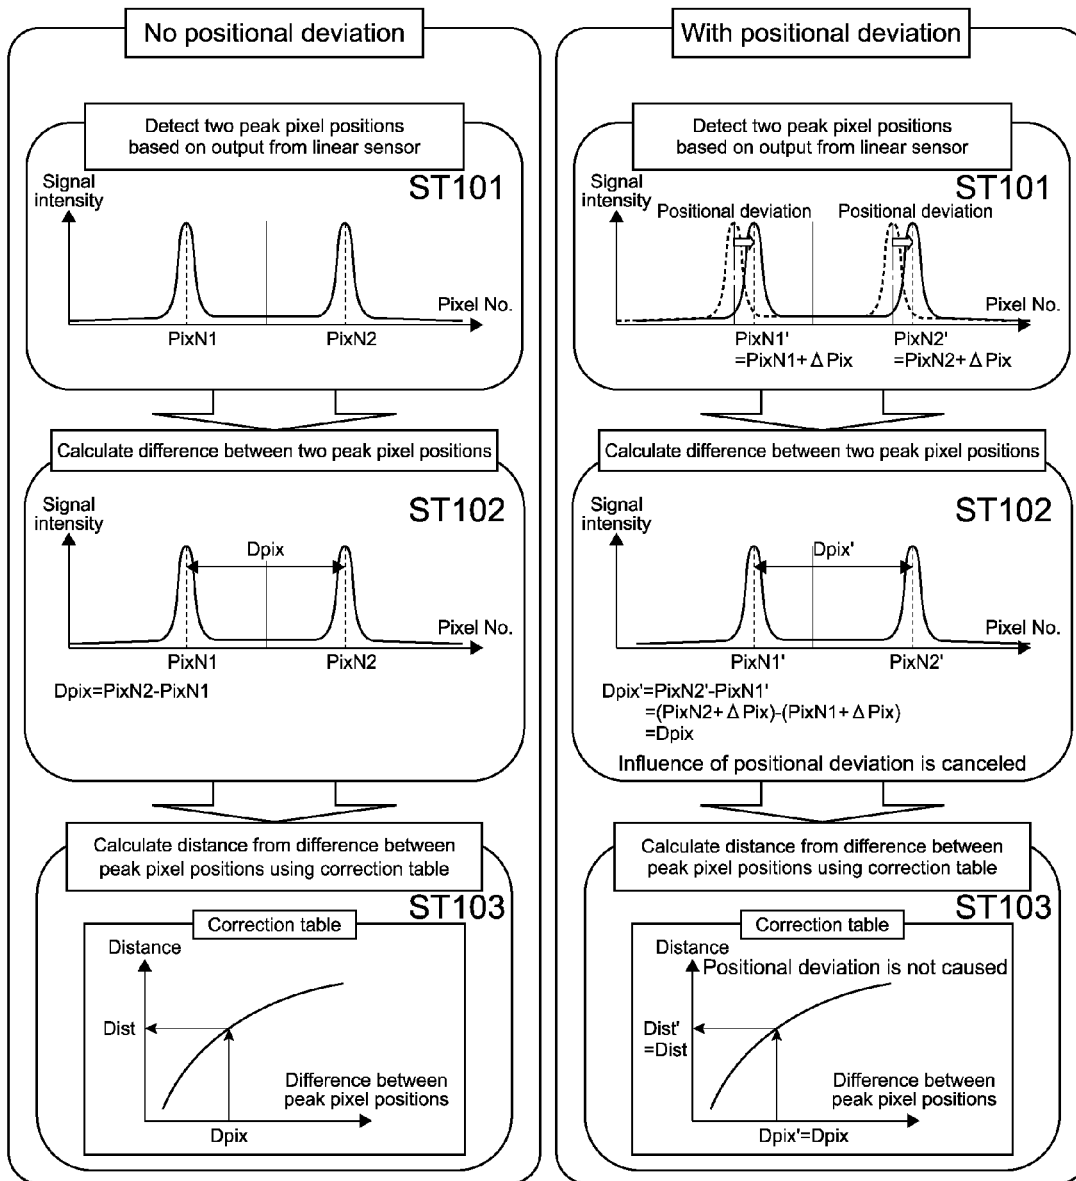 No positional deviation
Detect two peak pixel positions
based on output from linear sensor
ST101
Signal
intensity
Pixel No.
PixN1
PixN2
Calculate difference between two peak pixel positions
ST102
Signal
intensity
Dpix
Pixel No.
PixN1
PixN2
Dpix=PixN2-PixN1
Calculate distance from difference between
peak pixel positions using correction table
ST103
Correction table
Distance
Dist
Difference between
peak pixel positions
Dpix
With positional deviation
Detect two peak pixel positions
based on output from linear sensor
ST101
Signal
intensity
Positional deviation
Positional deviation
Pixel No.
PixN1'
=PixN1+ΔPix
PixN2'
=PixN2+ΔPix
Calculate difference between two peak pixel positions
ST102
Signal
intensity
Dpix'
Pixel No.
PixN1'
PixN2'
Dpix'=PixN2'-PixN1'
=(PixN2+ΔPix)-(PixN1+ΔPix)
=Dpix
Influence of positional deviation is canceled
Calculate distance from difference between
peak pixel positions using correction table
ST103
Correction table
Distance
Positional deviation is not caused
Dist'
=Dist
Difference between
peak pixel positions
Dpix'=Dpix